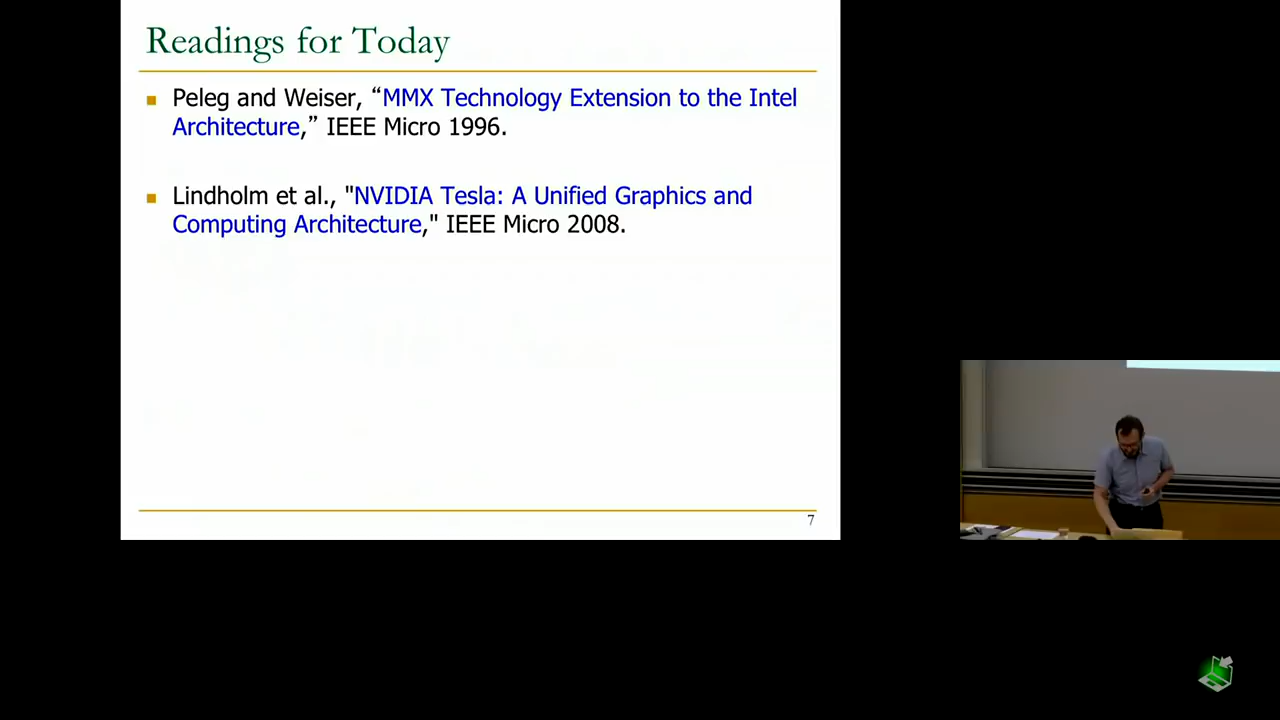 Readings for Today
Peleg and Weiser, “MMX Technology Extension to the Intel
Architecture,” IEEE Micro 1996.
Lindholm et al., "NVIDIA Tesla: A Unified Graphics and
Computing Architecture," IEEE Micro 2008.
7